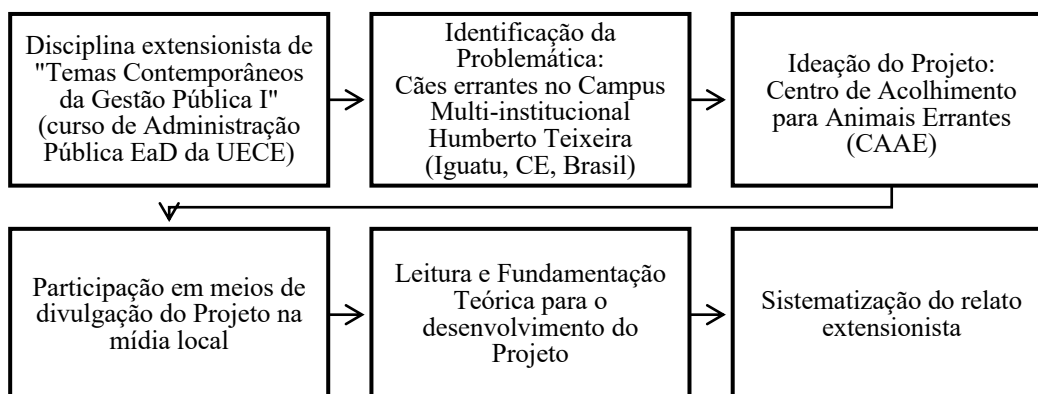 Disciplina extensionista de
"Temas Contemporâneos
da Gestão Pública I"
(curso de Administração
Pública EaD da UECE)
Identificação da
Problemática:
Cães errantes no Campus
Multi-institucional
Humberto Teixeira
(Iguatu, CE, Brasil)
Ideação do Projeto:
Centro de Acolhimento
para Animais Errantes
(CAAE)
Participação em meios de
divulgação do Projeto na
mídia local
Leitura e Fundamentação
Teórica para o
desenvolvimento do
Projeto
Sistematização do relato
extensionista